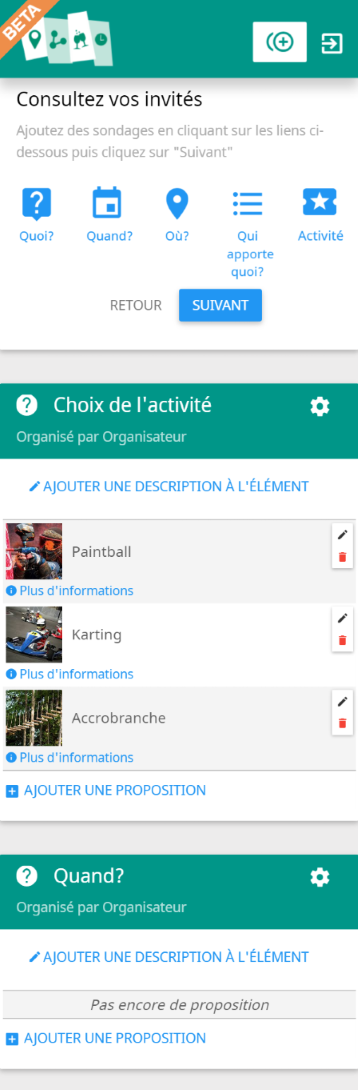 BETA
Consultez vos invités
Ajoutez des sondages en cliquant sur les liens ci-
dessous puis cliquez sur "Suivant"
Quoi?
Quand?
Où?
Qui
apporte
quoi?
Activité
RETOUR
SUIVANT
Choix de l'activité
Organisé par Organisateur
AJOUTER UNE DESCRIPTION À L'ÉLÉMENT
Paintball
Plus d'informations
Karting
Plus d'informations
Accrobranche
Plus d'informations
AJOUTER UNE PROPOSITION
Quand?
Organisé par Organisateur
AJOUTER UNE DESCRIPTION À L'ÉLÉMENT
Pas encore de proposition
AJOUTER UNE PROPOSITION